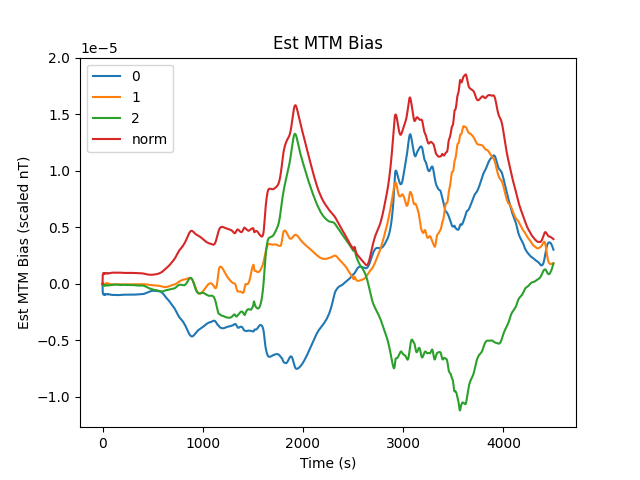 Est MTM Bias
1e−5
2.0
1.5
1.0
0.5
0.0
−0.5
−1.0
Est MTM Bias (scaled nT)
0
1
2
norm
0 1000 2000 3000 4000
Time (s)